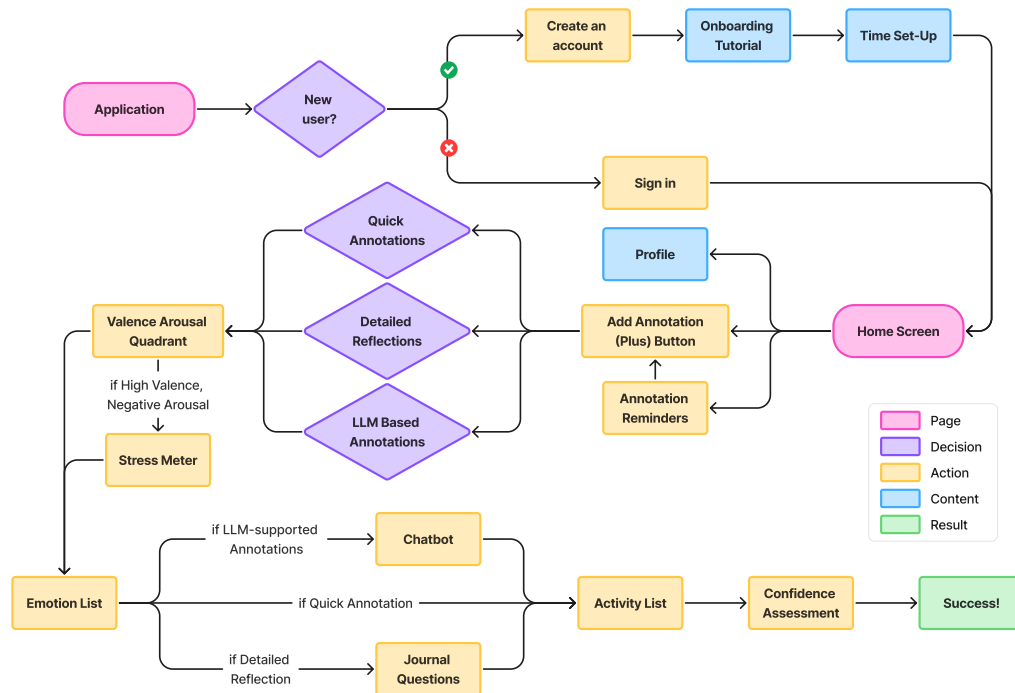 Create an
account
Onboarding
Tutorial
Time Set-Up
Application
New
user?
Sign in
Quick
Annotations
Profile
Valence Arousal
Quadrant
Detailed
Reflections
Add Annotation
(Plus) Button
Home Screen
if High Valence,
Negative Arousal
Annotation
Reminders
LLM Based
Annotations
Stress Meter
Page
Decision
Action
Content
Result
if LLM-supported
Annotations
Chatbot
Emotion List
if Quick Annotation
Activity List
Confidence
Assessment
Success!
if Detailed
Reflection
Journal
Questions